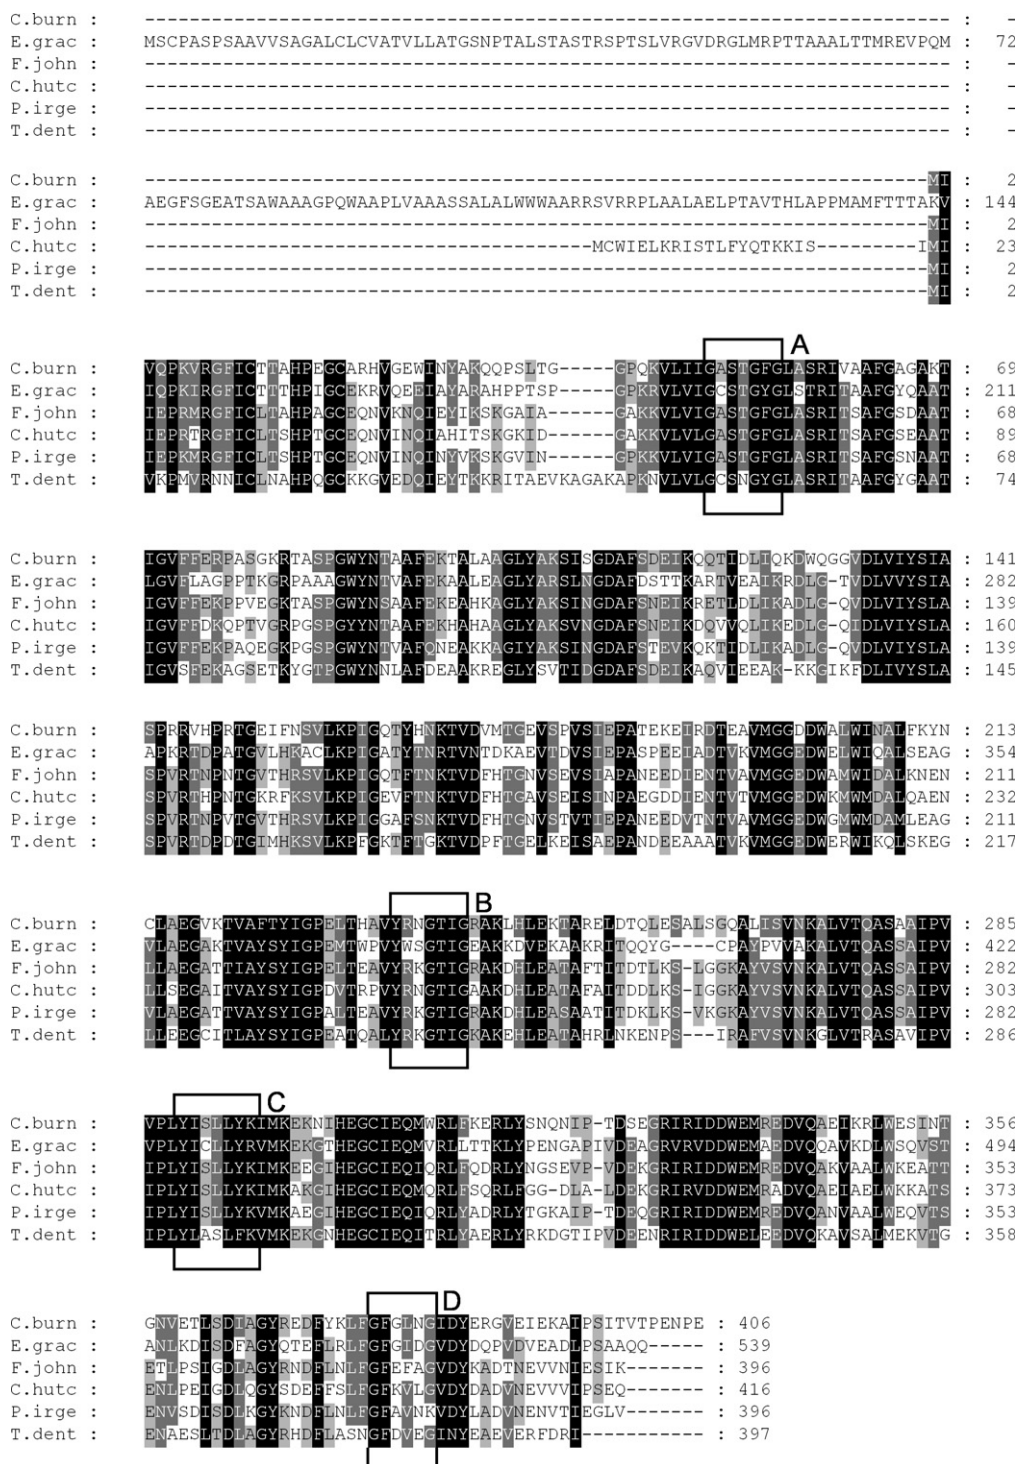 C.burn : ------------------------------------------------------------------------ : -
E.grac : MSCPASPSAAVVSAGALCLCVATVLLATGSNPTALSTASTRSPTSLVRGVDRGLMRPTTAAALTTMREVPQM : 72
F.john : ------------------------------------------------------------------------ : -
C.hutc : ------------------------------------------------------------------------ : -
P.irge : ------------------------------------------------------------------------ : -
T.dent : ------------------------------------------------------------------------ : -
C.burn : ----------------------------------------------------------------------MI 2
E.grac : AEGFSGEATSAWAAAGPQWAAPLVAAASSALALWWWAARRSVRRPLAALAELPTAVTHLAPPMAMFTTTAKV 144
F.john : ----------------------------------------------------------------------MI 2
C.hutc : ----------------------------------------MCWIELKRISTLFYQTKKIS---------IMI 23
P.irge : ----------------------------------------------------------------------MI 2
T.dent : ----------------------------------------------------------------------MI 2
A
C.burn : VQPKVRGFICTTAHPEGCARHVGEWINYAKQQPSLTG-----GPQKVLIIGASTGFGLASRIVAAFGAGAKT 69
E.grac : IQPKIRGFICTTTHPIGCEKRVQEEIAYARAHPPTSP-----GPKRVLVIGCSTGYGLSTRITAAFGYQAAT 211
F.john : IEPRMRGFICLTAHPAGCEQNVKNQIEYIKSKGAIA------GAKKVLVIGASTGFGLASRITSAFGSDAAT 68
C.hutc : IEPRTRGFICLTSHPTGCEQNVINQIAHITSKGKID------GAKKVLVLGASTGFGLASRITSAFGSEAAT 89
P.irge : IEPKMRGFICLTSHPTGCEQNVINQINYVKSKGVIN------GPKKVLVIGASTGFGLASRITSAFGSNAAT 68
T.dent : VKPMVRNNICLNAHPQGCKKGVEDQIEYTKKRITAEVKAGAKAPKNVLVLGCSNGYGLASRITAAFGYGAAT 74
C.burn : IGVFFERPASGKRTASPGWYNTAAFEKTALAAGLYAKSISGDAFSDEIKQQTIDLIQKDWQGGVDLVIYSIA 141
E.grac : LGVFLAGPPTKGRPAAAGWYNTVAFEKAALEAGLYARSLNGDAFDSTTKARTVEAIKRDLG-TVDLVVYSIA 282
F.john : IGVFFEKPPVEGKTASPGWYNSAAFEKEAHKAGLYAKSINGDAFSNEIKRETLDLIKADLG-QVDLVIYSLA 139
C.hutc : IGVFFDKQPTVGRPGSPGYYNTAAFEKHAHAAGLYAKSINGDAFSNEIKDQVVQLIKEDLG-QIDLVIYSLA 160
P.irge : IGVFFEKPAQEGKPGSPGWYNTVAFQNEAKKAGIYAKSINGDAFSTEVKQKTIDLIKADLG-QVDLVIYSLA 139
T.dent : IGVSFEKAGSETKYGTPGWYNNLAFDEAAKREGLYSVTIDGDAFSDEIKAQVIEEAK-KKGIKFDLIVYSLA 145
C.burn : SPRRVHPRTGEIFNSVLKPIGQTYHNKTVDVMTGEVSPVSIEPATEKEIRDTEAVMGGDDWALWINALFKYN 213
E.grac : APKRTDPATGVLHKACLKPIGATYTNRTVNTDKAEVTDVSIEPASPEEIADTVKVMGGEDWELWIQALSEAG 354
F.john : SPVRTNPNTGVTHRSVLKPIGQTFTNKTVDFHTGNVSEVSIAPANEEDIENTVAVMGGEDWAMWIDALKNEN 211
C.hutc : SPVRTHPNTGKRFKSVLKPIGEVFTNKTVDFHTGAVSEISINPAEGDDIENTVTVMGGEDWKMWMDALQAEN 232
P.irge : SPVRTNPVTGVTHRSVLKPIGGAFSNKTVDFHTGNVSTVTIEPANEEDVTNTVAVMGGEDWGMWMDAMLEAG 211
T.dent : SPVRTDPDTGIMHKSVLKPFGKTFTGKTVDPFTGELKEISAEPANDEEAAATVKVMGGEDWERWIKQLSKEG 217
B
C.burn : CLAEGVKTVAFTYIGPELTHAVYRNGTIGRAKLHLEKTARELDTQLESALSGQALISVNKALVTQASAAIPV 285
E.grac : VLAEGAKTVAYSYIGPEMTWPVYWSGTIGEAKKDVEKAAKRITQQYG----CPAYPVVAKALVTQASSAIPV 422
F.john : LLAEGATTIAYSYIGPELTEAVYRKGTIGRAKDHLEATAFTITDTLKS-LGGKAYVSVNKALVTQASSAIPV 282
C.hutc : LLSEGAITVAYSYIGPDVTRPVYRNGTIGAAKDHLEATAFAITDDLKS-IGGKAYVSVNKALVTQASSAIPV 303
P.irge : VLAEGATTVAYSYIGPALTEAVYRKGTIGRAKDHLEASAATITDKLKS-VKGKAYVSVNKALVTQASSAIPV 282
T.dent : LLEEGCITLAYSYIGPEATQALYRKGTIGKAKEHLEATAHRLNKENPS---IRAFVSVNKGLVTRASAVIPV 286
C
C.burn : VPLYISLLYKIMKEKNIHEGCIEQMWRLFKERLYSNQNIP-TDSEGRIRIDDWEMREDVQAEIKRLWESINT 356
E.grac : VPLYICLLYRVMKEKGTHEGCIEQMVRLLTTKLYPENGAPIVDEAGRVRVDDWEMAEDVQQAVKDLWSQVST 494
F.john : IPLYISLLYKIMKEEGIHEGCIEQIQRLFQDRLYNGSEVP-VDEKGRIRIDDWEMREDVQAKVAALWKEATT 353
C.hutc : IPLYISLLYKIMKAKGIHEGCIEQMQRLFSQRLFGG-DLA-LDEKGRIRVDDWEMRADVQAEIAELWKKATS 373
P.irge : IPLYISLLYKVMKAEGIHEGCIEQIQRLYADRLYTGKAIP-TDEQGRIRIDDWEMREDVQANVAALWEQVTS 353
T.dent : IPLYLASLFKVMKEKGNHEGCIEQITRLYAERLYRKDGTIPVDEENRIRIDDWELEEDVQKAVSALMEKVTG 358
D
C.burn : GNVETLSDIAGYREDFYKLFGFGLNGIDYERGVEIEKAIPSITVTPENPE : 406
E.grac : ANLKDISDFAGYQTEFLRLFGFGIDGVDYDQPVDVEADLPSAAQQ----- : 539
F.john : ETLPSIGDLAGYRNDFLNLFGFEFAGVDYKADTNEVVNIESIK------- : 396
C.hutc : ENLPEIGDLQGYSDEFFSLFGFKVLGVDYDADVNEVVVIPSEQ------- : 416
P.irge : ENVSDISDLKGYKNDFLNLFGFAVNKVDYLADVNENVTIEGLV------- : 396
T.dent : ENAESLTDLAGYRHDFLASNGFDVEGINYEAEVERFDRI----------- : 397